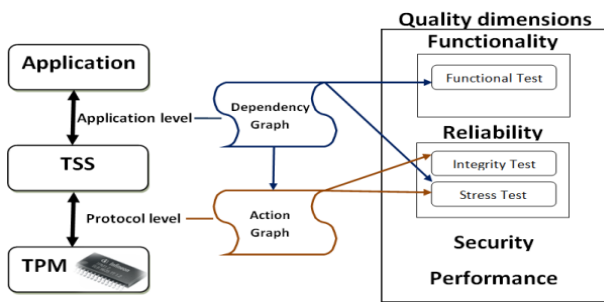 Quality dimensions
Functionality
Functional Test
Application
Application level
Dependency
Graph
Reliability
Integrity Test
Stress Test
TSS
Protocol level
Action
Graph
TPM
Security
Performance